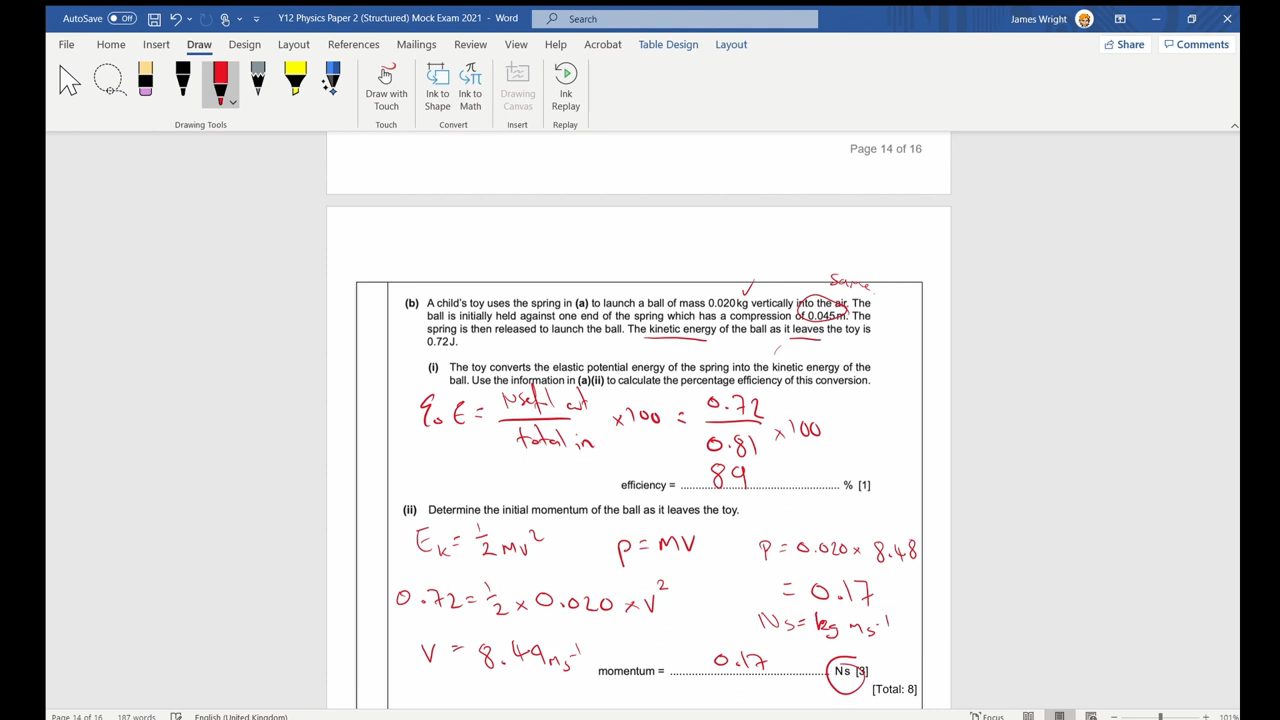 AutoSave Off Y12 Physics Paper 2 (Structured) Mock Exam 2021 - Word Search James Wright
File Home Insert Draw Design Layout References Mailings Review View Help Acrobat Table Design Layout Share Comments
Draw with Touch Ink to Shape Ink to Math Drawing Canvas Ink Replay
Drawing Tools Touch Convert Insert Replay
Page 14 of 16
Same
(b) A child's toy uses the spring in (a) to launch a ball of mass 0.020 kg vertically into the air. The
ball is initially held against one end of the spring which has a compression of 0.045 m. The
spring is then released to launch the ball. The kinetic energy of the ball as it leaves the toy is
0.72 J.
(i) The toy converts the elastic potential energy of the spring into the kinetic energy of the
ball. Use the information in (a)(ii) to calculate the percentage efficiency of this conversion.
% E = Useful out / total in × 100 = 0.72 / 0.81 × 100
89
efficiency = .......................................... % [1]
(ii) Determine the initial momentum of the ball as it leaves the toy.
Ek = 1/2 mv² p = mv p = 0.020 × 8.48
0.72 = 1/2 × 0.020 × v² = 0.17
Ns = kg ms⁻¹
v = 8.49 ms⁻¹
momentum = 0.17 Ns [3]
[Total: 8]
Page 14 of 16 187 words English (United Kingdom) Focus 101%